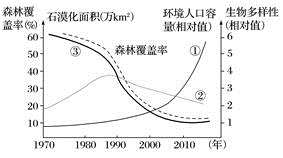 森林覆 石漠化面积(万km²) 环境人口容 生物多样性
盖率(%) 量(相对值) (相对值)
60 森林覆盖率 ① 6
50 ③ 5
40 4
30 ② 3
20 2
10 1
1970 1980 1990 2000 2010 (年)